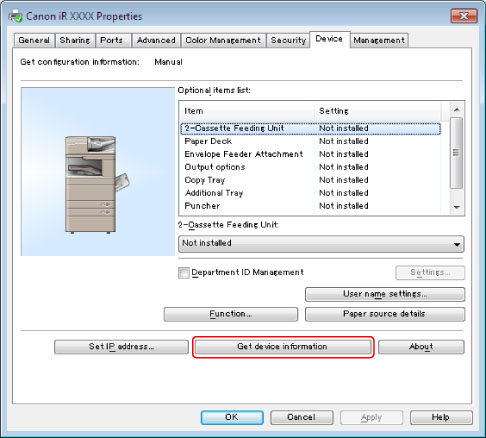 Canon iR XXXX Properties
General Sharing Ports Advanced Color Management Security Device Management
Get configuration information: Manual
Optional items list:
Item Setting
2-Cassette Feeding Unit Not installed
Paper Deck Not installed
Envelope Feeder Attachment Not installed
Output options Not installed
Copy Tray Not installed
Additional Tray Not installed
Puncher Not installed
2-Cassette Feeding Unit:
Not installed
Department ID Management Settings...
User name settings...
Function... Paper source details
Set IP address... Get device information About
OK Cancel Apply Help